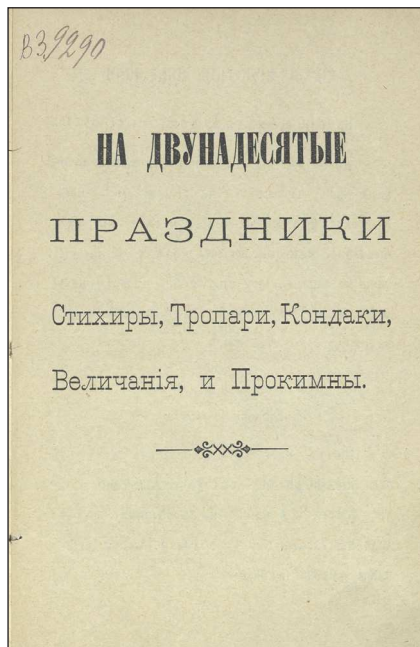 В3.9290
НА ДВУНАДЕСЯТЫЕ
ПРАЗДНИКИ
Стихиры, Тропари, Кондаки,
Величанія, и Прокимны.